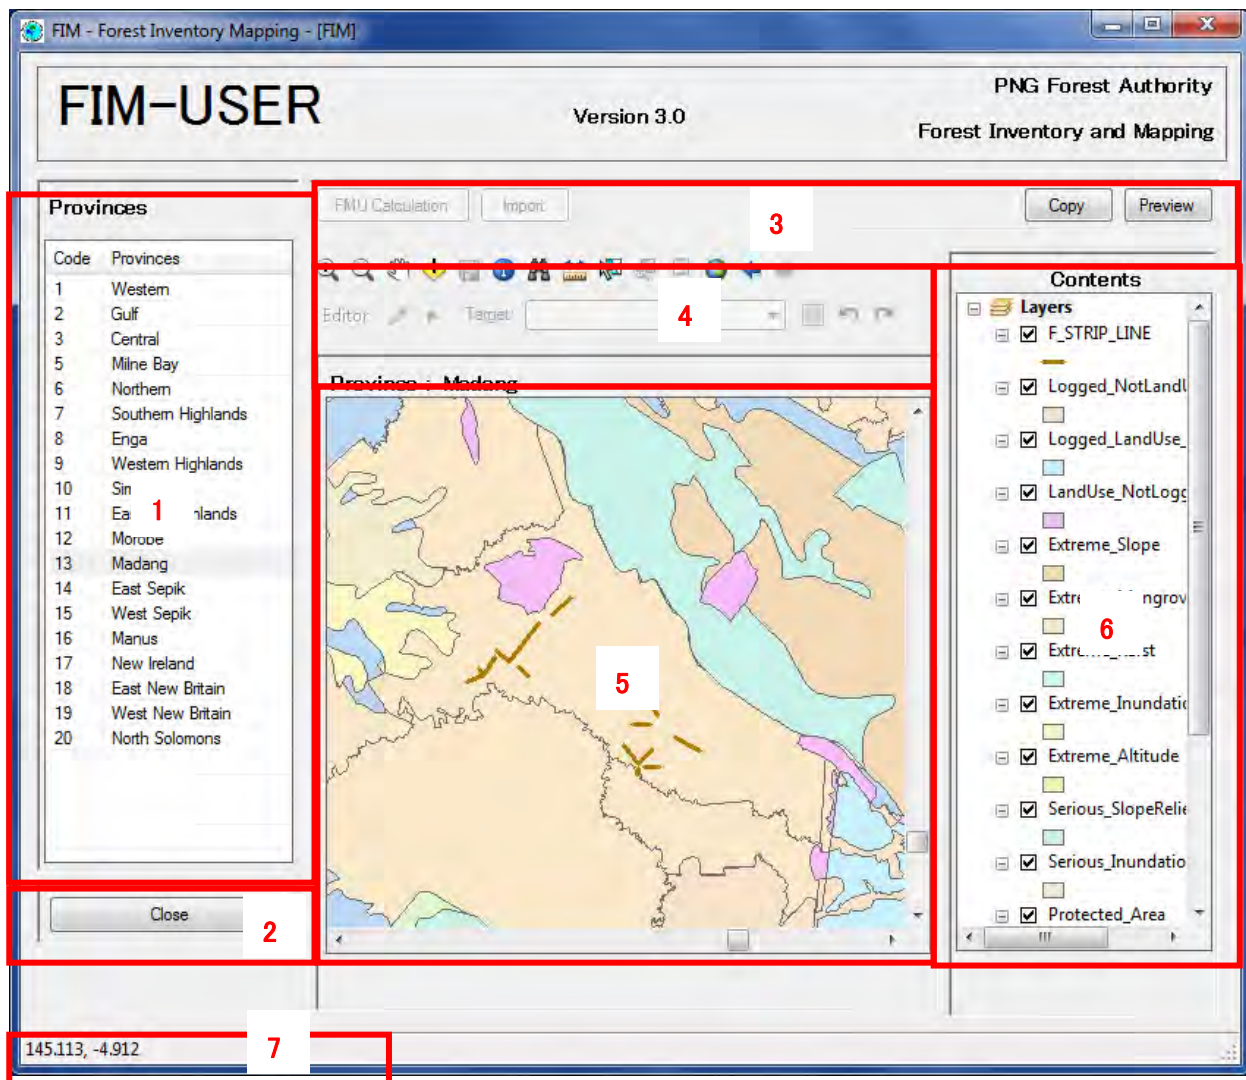 FIM - Forest Inventory Mapping - [FIM]
FIM-USER
Version 3.0
PNG Forest Authority
Forest Inventory and Mapping
Provinces
Code Provinces
1 Western
2 Gulf
3 Central
5 Milne Bay
6 Northern
7 Southern Highlands
8 Enga
9 Western Highlands
10 Sim
11 Ea hlands
12 Morobe
13 Madang
14 East Sepik
15 West Sepik
16 Manus
17 New Ireland
18 East New Britain
19 West New Britain
20 North Solomons
1
Close
2
FMU Calculation Import Copy Preview
3
Editor Target
4
Province : Madang
5
Contents
Layers
F_STRIP_LINE
Logged_NotLandU
Logged_LandUse_
LandUse_NotLogg
Extreme_Slope
Extre ngrov
Extreme_Karst
Extreme_Inundatio
Extreme_Altitude
Serious_SlopeRelie
Serious_Inundatio
Protected_Area
6
145.113, -4.912
7